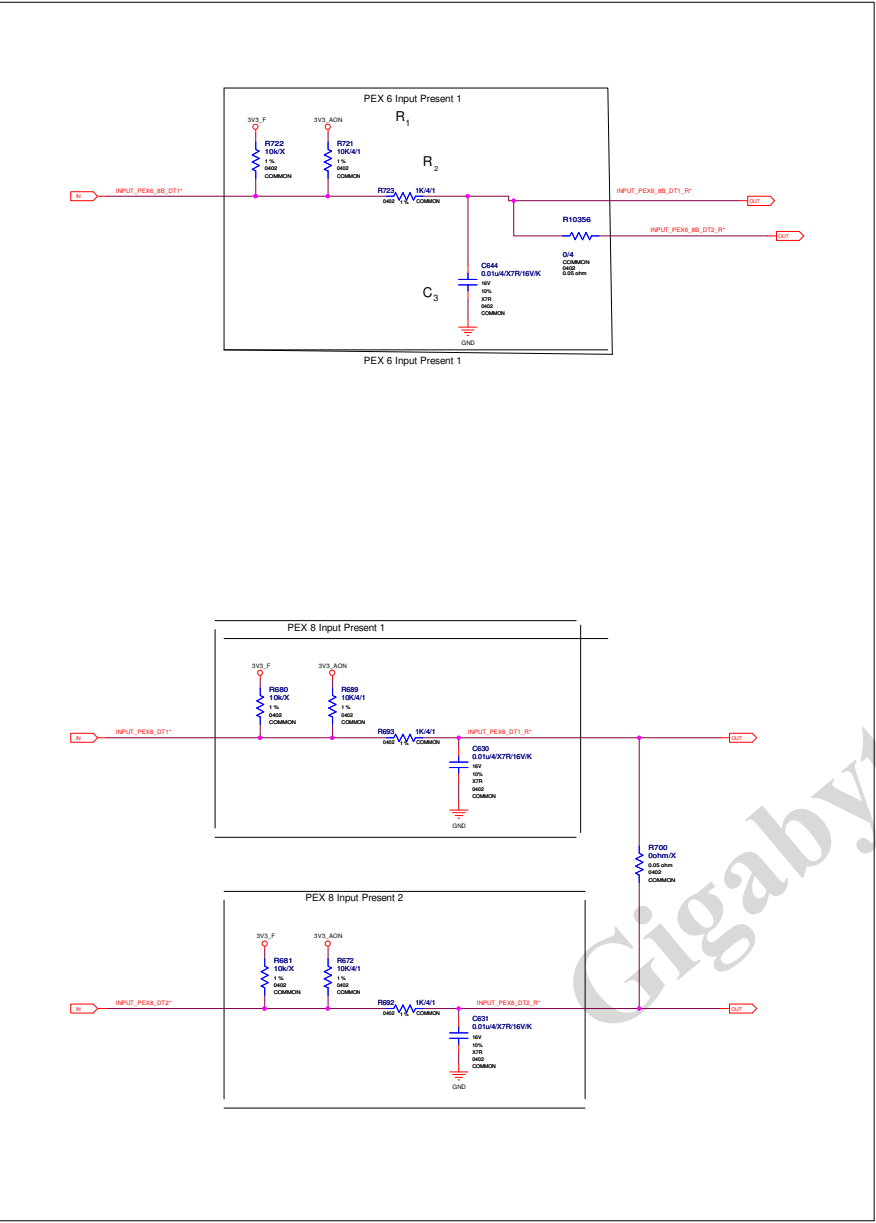 PEX 6 Input Present 1
R1
3V3_F
3V3_AON
R722
10k/X
1 %
0402
COMMON
R721
10K/4/1
1 %
0402
COMMON
R2
INPUT_PEX6_8B_DT1*
IN
R723
1K/4/1
0402
1 %
COMMON
INPUT_PEX6_8B_DT1_R*
OUT
R10356
INPUT_PEX6_8B_DT2_R*
OUT
0/4
COMMON
0402
0.05 ohm
C644
0.01u/4/X7R/16V/K
16V
10%
X7R
0402
COMMON
C3
GND
PEX 6 Input Present 1
PEX 8 Input Present 1
3V3_F
3V3_AON
R680
10k/X
1 %
0402
COMMON
R689
10K/4/1
1 %
0402
COMMON
INPUT_PEX8_DT1*
IN
R693
1K/4/1
0402
1 %
COMMON
INPUT_PEX8_DT1_R*
OUT
C630
0.01u/4/X7R/16V/K
16V
10%
X7R
0402
COMMON
GND
R700
0ohm/X
0.05 ohm
0402
COMMON
PEX 8 Input Present 2
3V3_F
3V3_AON
R681
10k/X
1 %
0402
COMMON
R672
10K/4/1
1 %
0402
COMMON
INPUT_PEX8_DT2*
IN
R692
1K/4/1
0402
1 %
COMMON
INPUT_PEX8_DT2_R*
OUT
C631
0.01u/4/X7R/16V/K
16V
10%
X7R
0402
COMMON
GND